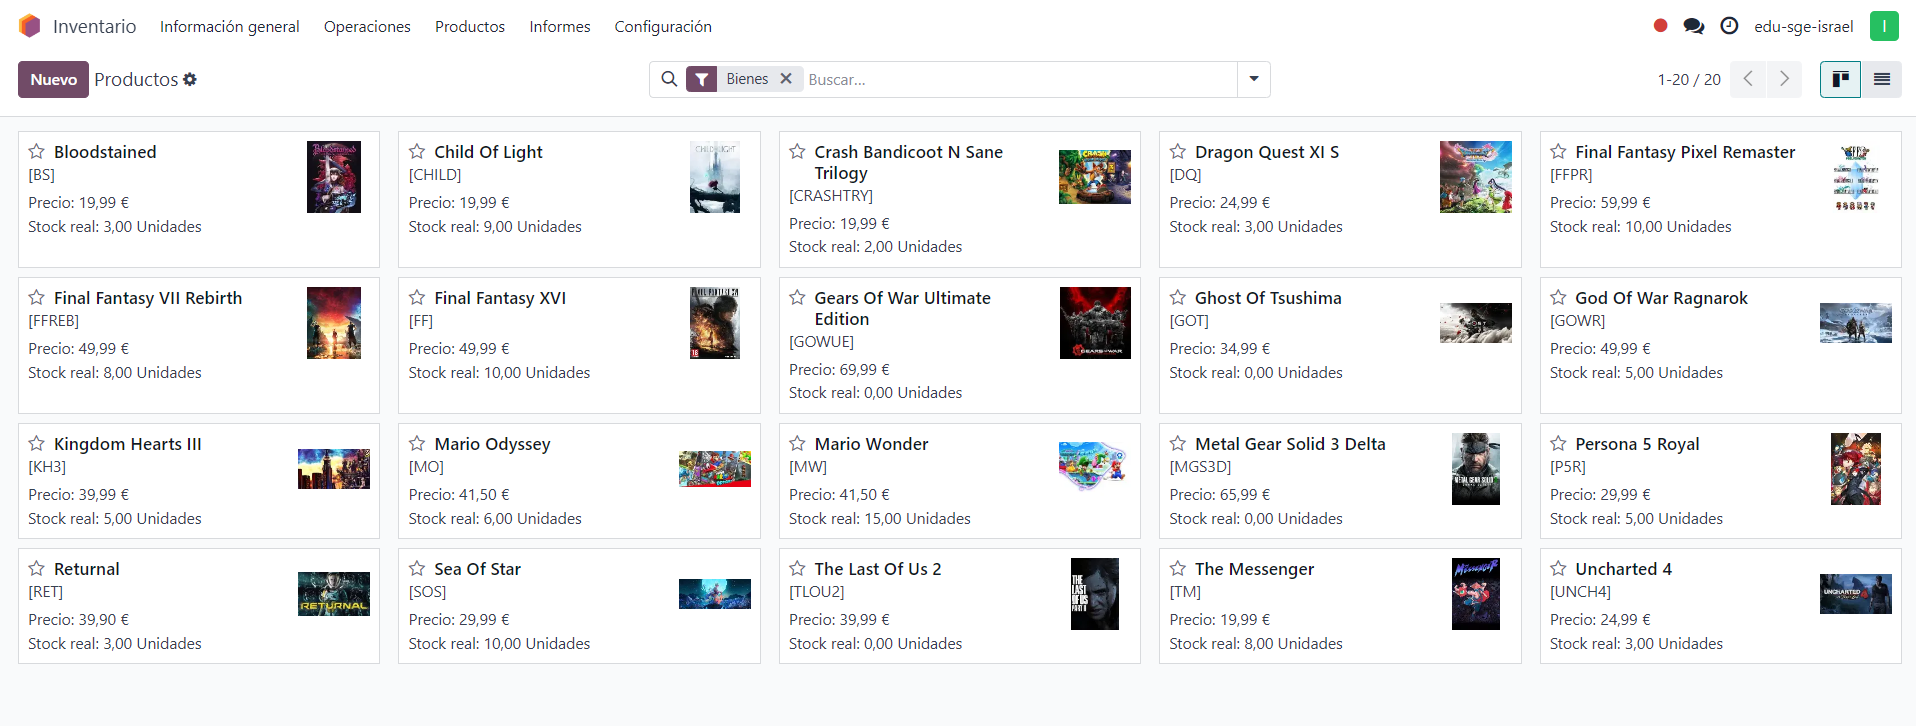 Inventario Información general Operaciones Productos Informes Configuración edu-sge-israel I
Nuevo Productos Bienes Buscar... 1-20 / 20
Bloodstained
[BS]
Precio: 19,99 €
Stock real: 3,00 Unidades
Child Of Light
[CHILD]
Precio: 19,99 €
Stock real: 9,00 Unidades
Crash Bandicoot N Sane
Trilogy
[CRASHTRY]
Precio: 19,99 €
Stock real: 2,00 Unidades
Dragon Quest XI S
[DQ]
Precio: 24,99 €
Stock real: 3,00 Unidades
Final Fantasy Pixel Remaster
[FFPR]
Precio: 59,99 €
Stock real: 10,00 Unidades
Final Fantasy VII Rebirth
[FFREB]
Precio: 49,99 €
Stock real: 8,00 Unidades
Final Fantasy XVI
[FF]
Precio: 49,99 €
Stock real: 10,00 Unidades
Gears Of War Ultimate
Edition
[GOWUE]
Precio: 69,99 €
Stock real: 0,00 Unidades
Ghost Of Tsushima
[GOT]
Precio: 34,99 €
Stock real: 0,00 Unidades
God Of War Ragnarok
[GOWR]
Precio: 49,99 €
Stock real: 5,00 Unidades
Kingdom Hearts III
[KH3]
Precio: 39,99 €
Stock real: 5,00 Unidades
Mario Odyssey
[MO]
Precio: 41,50 €
Stock real: 6,00 Unidades
Mario Wonder
[MW]
Precio: 41,50 €
Stock real: 15,00 Unidades
Metal Gear Solid 3 Delta
[MGS3D]
Precio: 65,99 €
Stock real: 0,00 Unidades
METAL GEAR SOLID
Persona 5 Royal
[P5R]
Precio: 29,99 €
Stock real: 5,00 Unidades
Returnal
[RET]
Precio: 39,90 €
Stock real: 3,00 Unidades
RETURNAL
Sea Of Star
[SOS]
Precio: 29,99 €
Stock real: 10,00 Unidades
The Last Of Us 2
[TLOU2]
Precio: 39,99 €
Stock real: 0,00 Unidades
THE
LAST
OF US
PART II
The Messenger
[TM]
Precio: 19,99 €
Stock real: 8,00 Unidades
MESSENGER
Uncharted 4
[UNCH4]
Precio: 24,99 €
Stock real: 3,00 Unidades
UNCHARTED